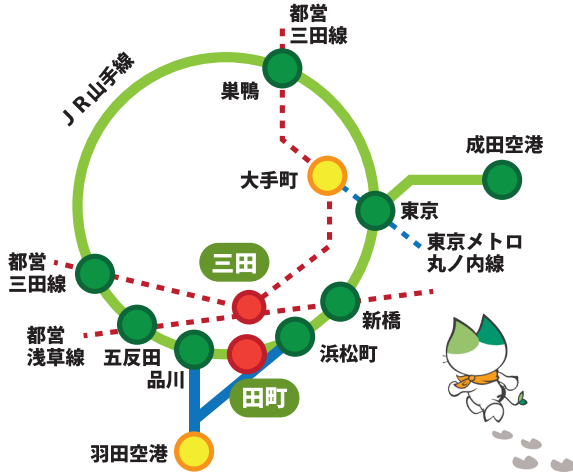 都営
三田線
JR山手線
巣鴨
成田空港
大手町
東京
東京メトロ
丸ノ内線
三田
都営
三田線
新橋
都営
浅草線
五反田
浜松町
品川
田町
羽田空港